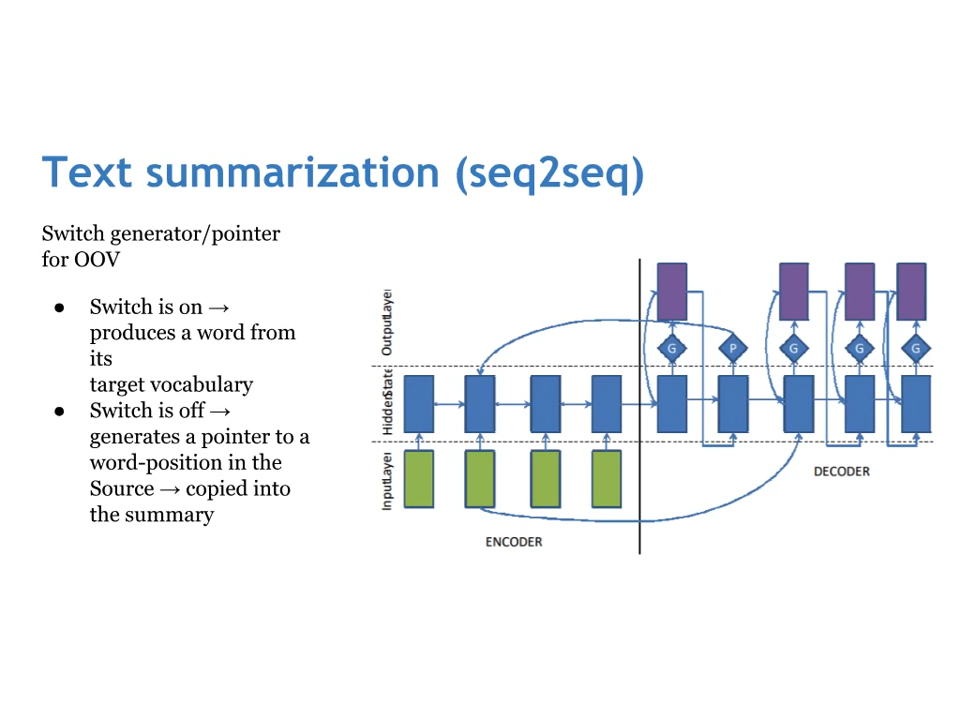 Text summarization (seq2seq)
Switch generator/pointer
for OOV
● Switch is on →
produces a word from
its
target vocabulary
● Switch is off →
generates a pointer to a
word-position in the
Source → copied into
the summary
OutputLayer
HiddenState
InputLayer
G
P
G
G
G
DECODER
ENCODER